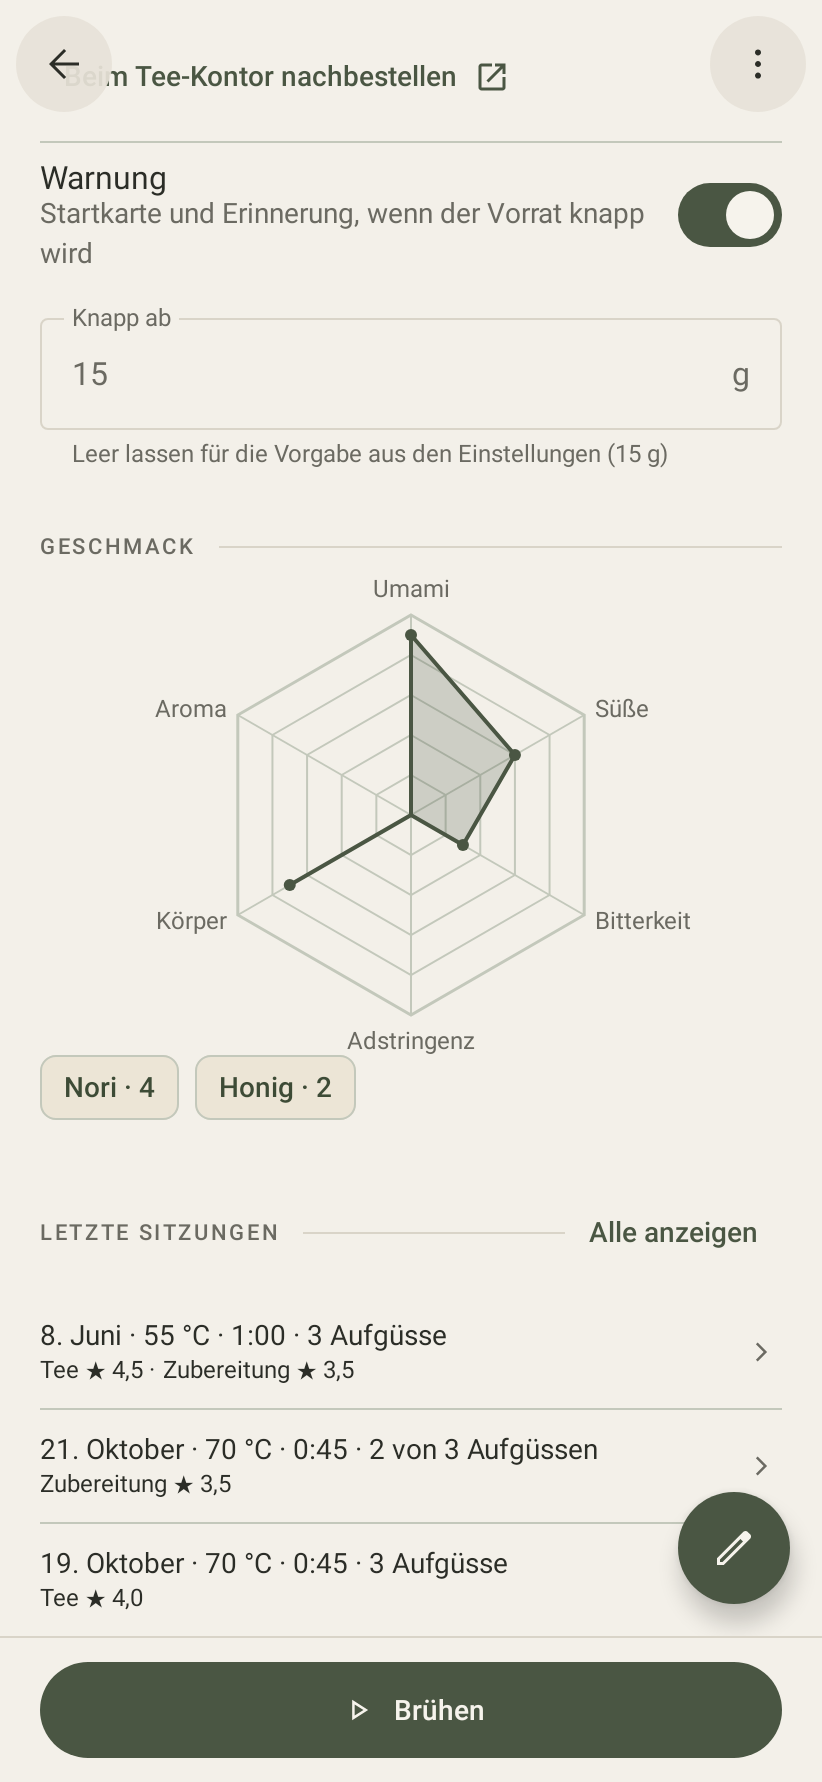 Beim Tee-Kontor nachbestellen
Warnung
Startkarte und Erinnerung, wenn der Vorrat knapp
wird
Knapp ab
15 g
Leer lassen für die Vorgabe aus den Einstellungen (15 g)
GESCHMACK
Umami
Aroma
Süße
Körper
Bitterkeit
Adstringenz
Nori · 4
Honig · 2
LETZTE SITZUNGEN
Alle anzeigen
8. Juni · 55 °C · 1:00 · 3 Aufgüsse
Tee ★ 4,5 · Zubereitung ★ 3,5
21. Oktober · 70 °C · 0:45 · 2 von 3 Aufgüssen
Zubereitung ★ 3,5
19. Oktober · 70 °C · 0:45 · 3 Aufgüsse
Tee ★ 4,0
Brühen